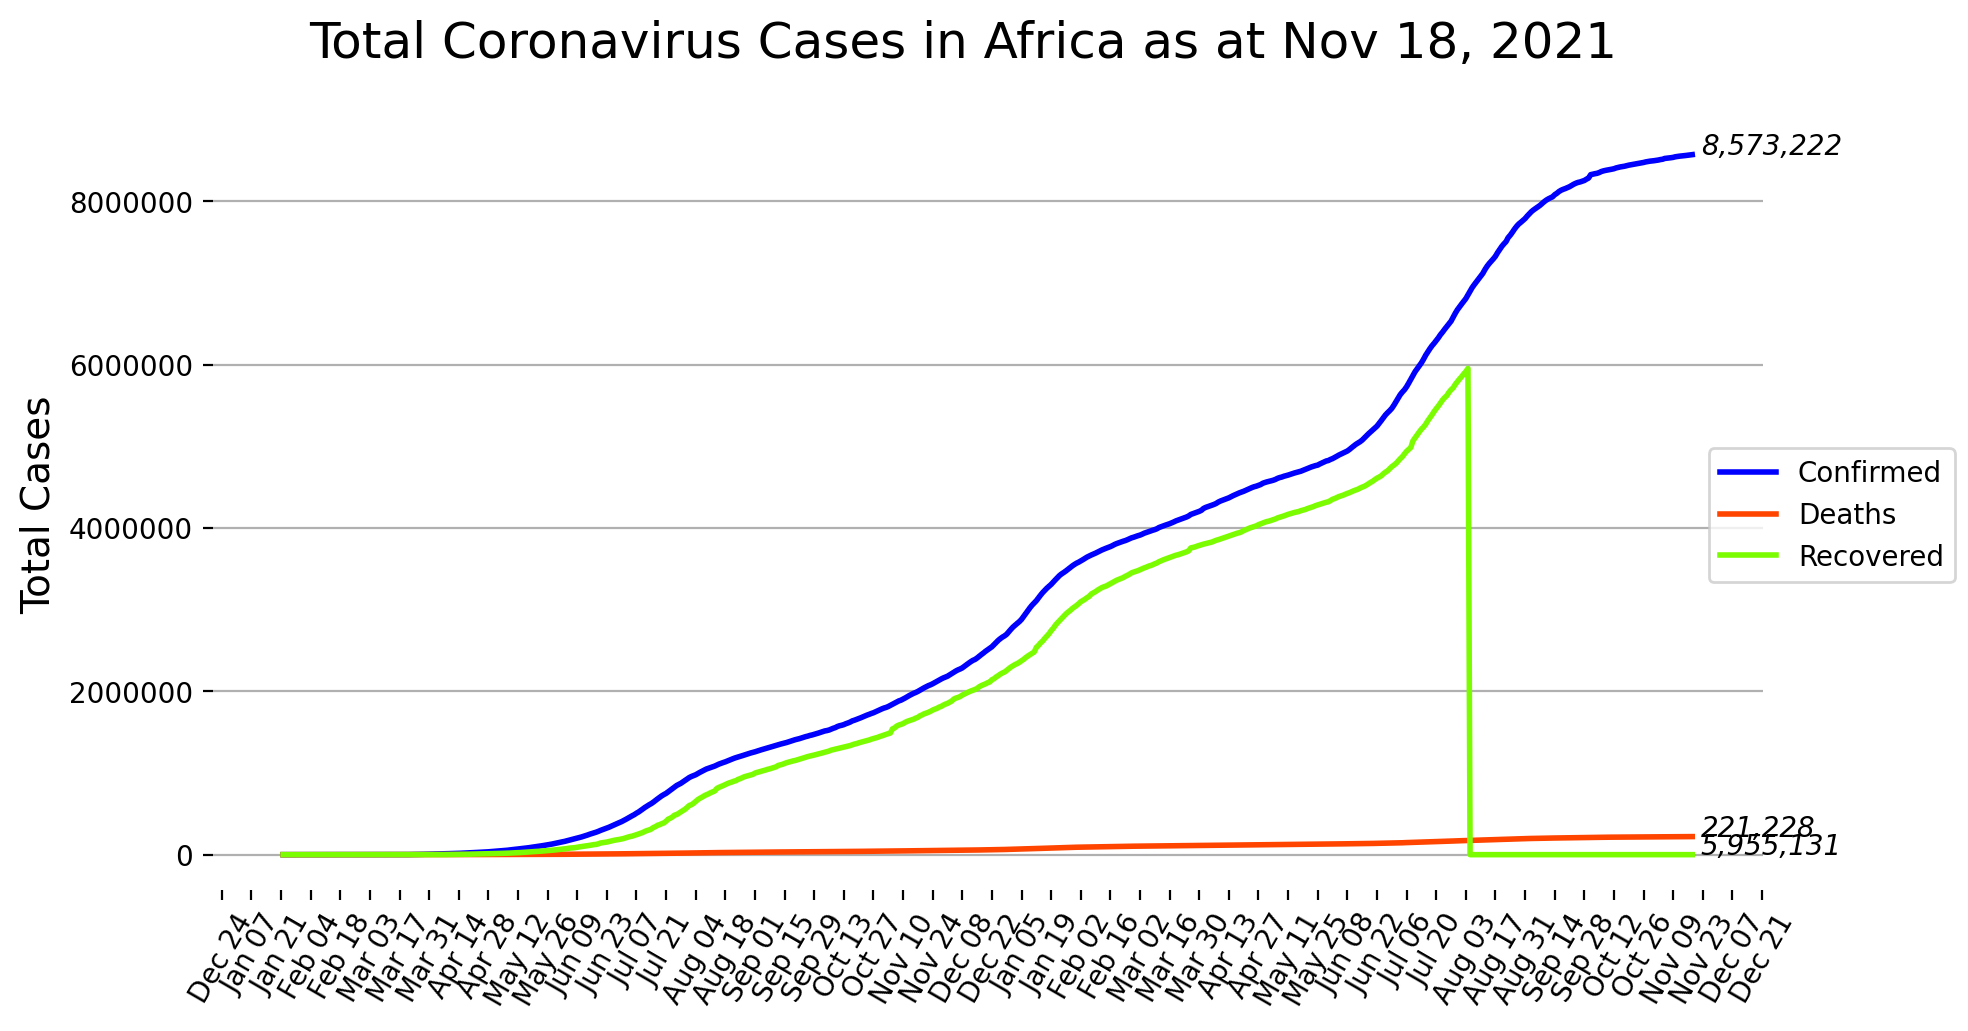 Total Coronavirus Cases in Africa as at Nov 18, 2021
8,573,222
8000000
6000000
4000000
2000000
0
Total Cases
Confirmed
Deaths
Recovered
221,228
5,955,131
Dec 24
Jan 07
Jan 21
Feb 04
Feb 18
Mar 03
Mar 17
Mar 31
Apr 14
Apr 28
May 12
May 26
Jun 09
Jun 23
Jul 07
Jul 21
Aug 04
Aug 18
Sep 01
Sep 15
Sep 29
Oct 13
Oct 27
Nov 10
Nov 24
Dec 08
Dec 22
Jan 05
Jan 19
Feb 02
Feb 16
Mar 02
Mar 16
Mar 30
Apr 13
Apr 27
May 11
May 25
Jun 08
Jun 22
Jul 06
Jul 20
Aug 03
Aug 17
Aug 31
Sep 14
Sep 28
Oct 12
Oct 26
Nov 09
Nov 23
Dec 07
Dec 21